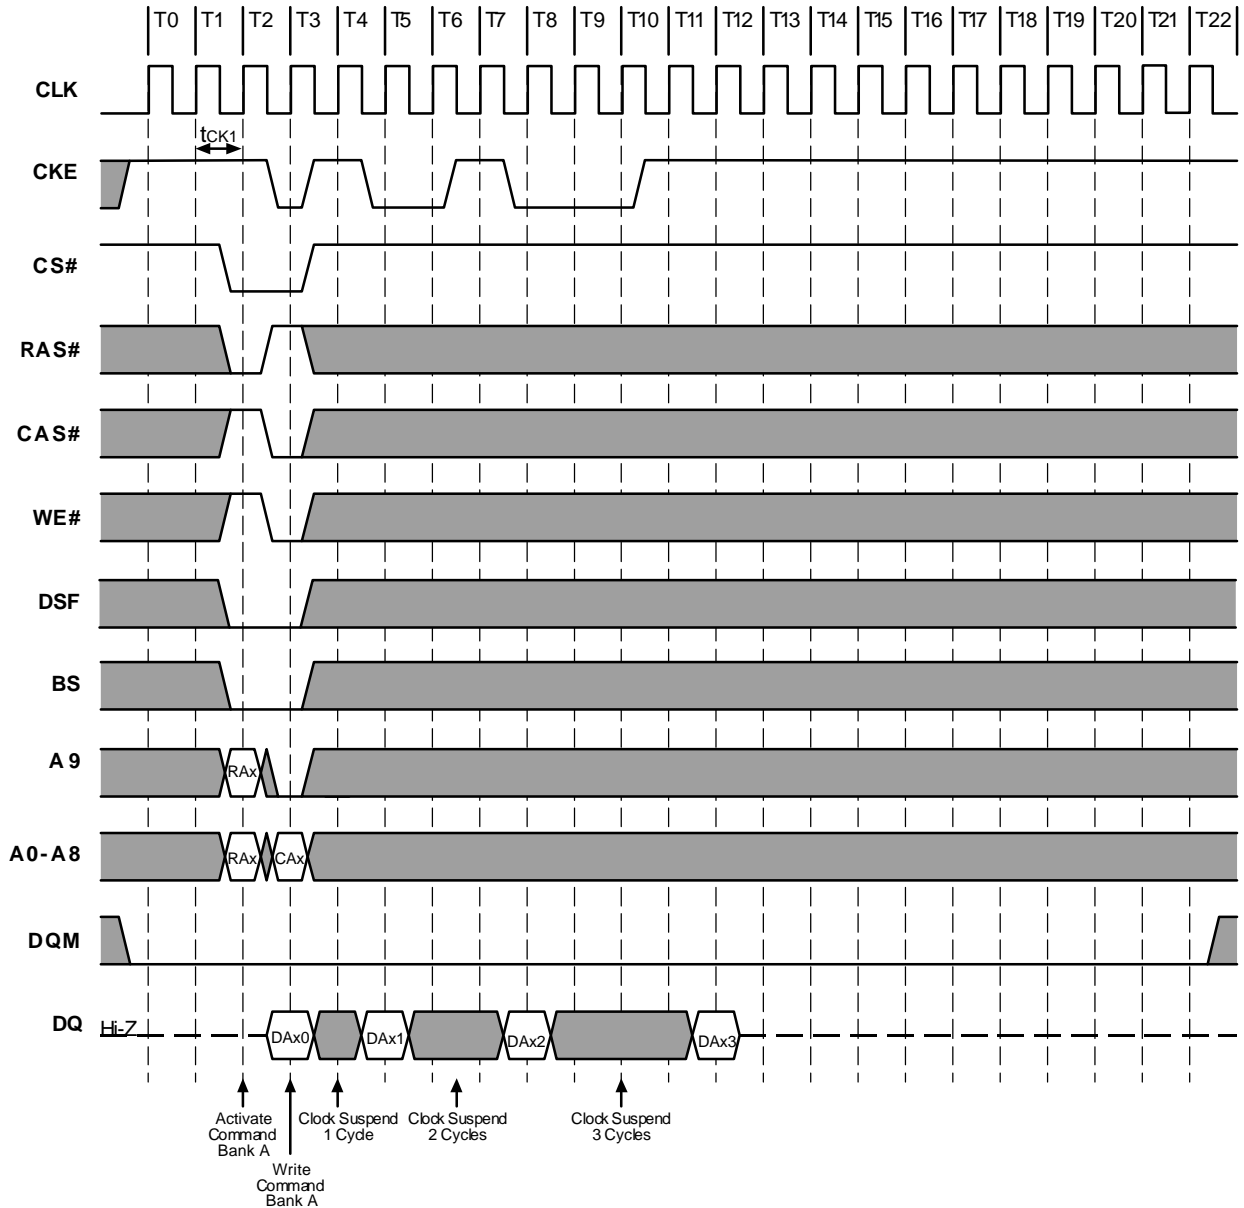 T0 T1 T2 T3 T4 T5 T6 T7 T8 T9 T10 T11 T12 T13 T14 T15 T16 T17 T18 T19 T20 T21 T22
CLK
tCK1
CKE
CS#
RAS#
CAS#
WE#
DSF
BS
A9
RAx
A0-A8
RAx CAx
DQM
DQ
Hi-Z
DAx0 DAx1 DAx2 DAx3
Activate
Command
Bank A
Write
Command
Bank A
Clock Suspend
1 Cycle
Clock Suspend
2 Cycles
Clock Suspend
3 Cycles